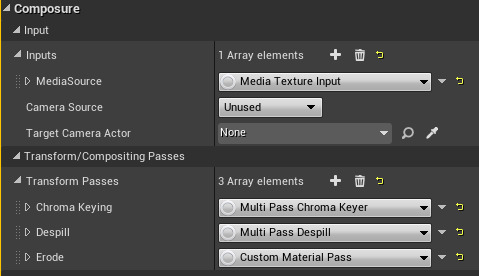 Composure
Input
Inputs 1 Array elements
MediaSource Media Texture Input
Camera Source Unused
Target Camera Actor None
Transform/Compositing Passes
Transform Passes 3 Array elements
Chroma Keying Multi Pass Chroma Keyer
Despill Multi Pass Despill
Erode Custom Material Pass